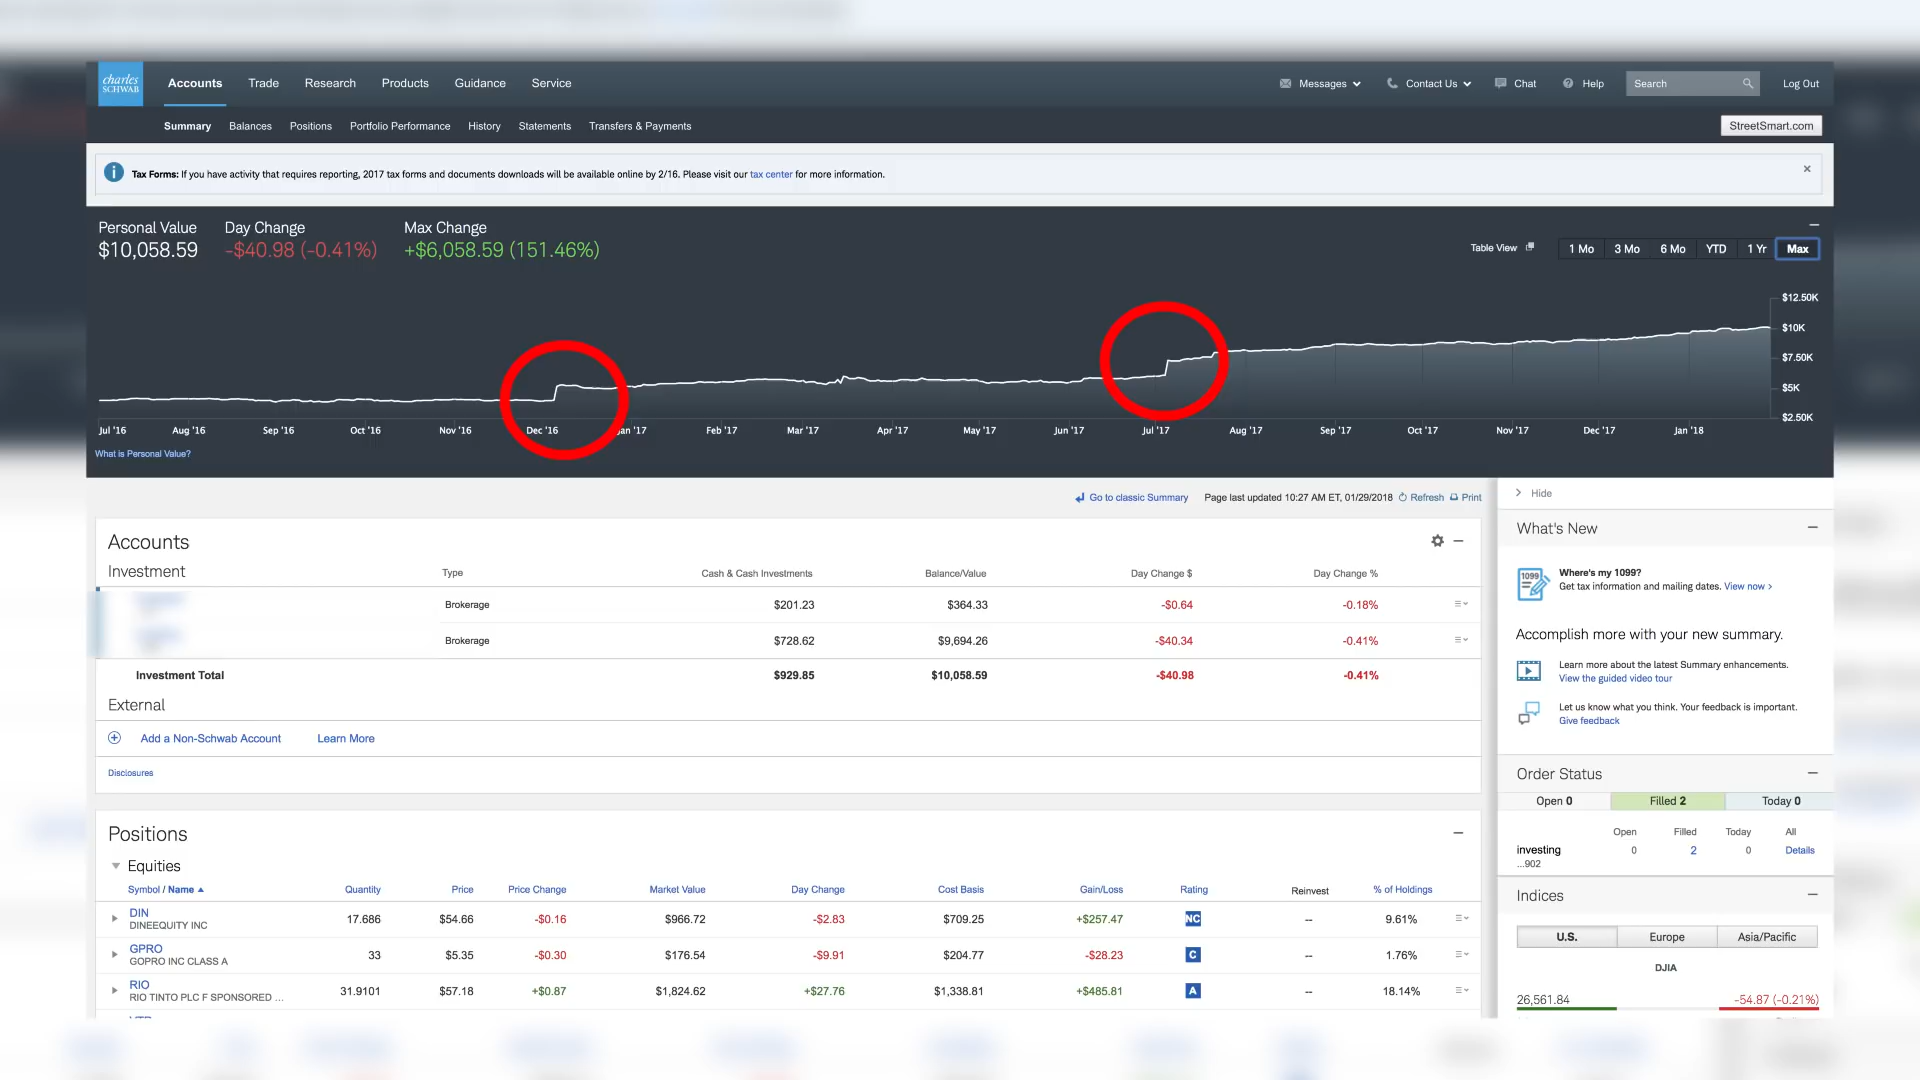 charles
SCHWAB
Accounts Trade Research Products Guidance Service
Messages Contact Us Chat Help Search Log Out
Summary Balances Positions Portfolio Performance History Statements Transfers & Payments
StreetSmart.com
Tax Forms: If you have activity that requires reporting, 2017 tax forms and documents downloads will be available online by 2/16. Please visit our tax center for more information.
Personal Value Day Change Max Change
$10,058.59 -$40.98 (-0.41%) +$6,058.59 (151.46%)
Table View 1 Mo 3 Mo 6 Mo YTD 1 Yr Max
$12.50K
$10K
$7.50K
$5K
$2.50K
Jul '16 Aug '16 Sep '16 Oct '16 Nov '16 Dec '16 Jan '17 Feb '17 Mar '17 Apr '17 May '17 Jun '17 Jul '17 Aug '17 Sep '17 Oct '17 Nov '17 Dec '17 Jan '18
What is Personal Value?
Go to classic Summary Page last updated 10:27 AM ET, 01/29/2018 Refresh Print
Accounts
Investment Type Cash & Cash Investments Balance/Value Day Change $ Day Change %
Brokerage $201.23 $364.33 -$0.64 -0.18%
Brokerage $728.62 $9,694.26 -$40.34 -0.41%
Investment Total $929.85 $10,058.59 -$40.98 -0.41%
External
Add a Non-Schwab Account Learn More
Disclosures
Positions
Equities
Symbol / Name Quantity Price Price Change Market Value Day Change Cost Basis Gain/Loss Rating Reinvest % of Holdings
DIN 17.686 $54.66 -$0.16 $966.72 -$2.83 $709.25 +$257.47 NC -- 9.61%
DINEEQUITY INC
GPRO 33 $5.35 -$0.30 $176.54 -$9.91 $204.77 -$28.23 C -- 1.76%
GOPRO INC CLASS A
RIO 31.9101 $57.18 +$0.87 $1,824.62 +$27.76 $1,338.81 +$485.81 A -- 18.14%
RIO TINTO PLC F SPONSORED ...
Hide
What's New
1099
Where's my 1099?
Get tax information and mailing dates. View now >
Accomplish more with your new summary.
Learn more about the latest Summary enhancements.
View the guided video tour
Let us know what you think. Your feedback is important.
Give feedback
Order Status
Open 0 Filled 2 Today 0
Open Filled Today All
investing 0 2 0 Details
...902
Indices
U.S. Europe Asia/Pacific
DJIA
26,561.84 -54.87 (-0.21%)